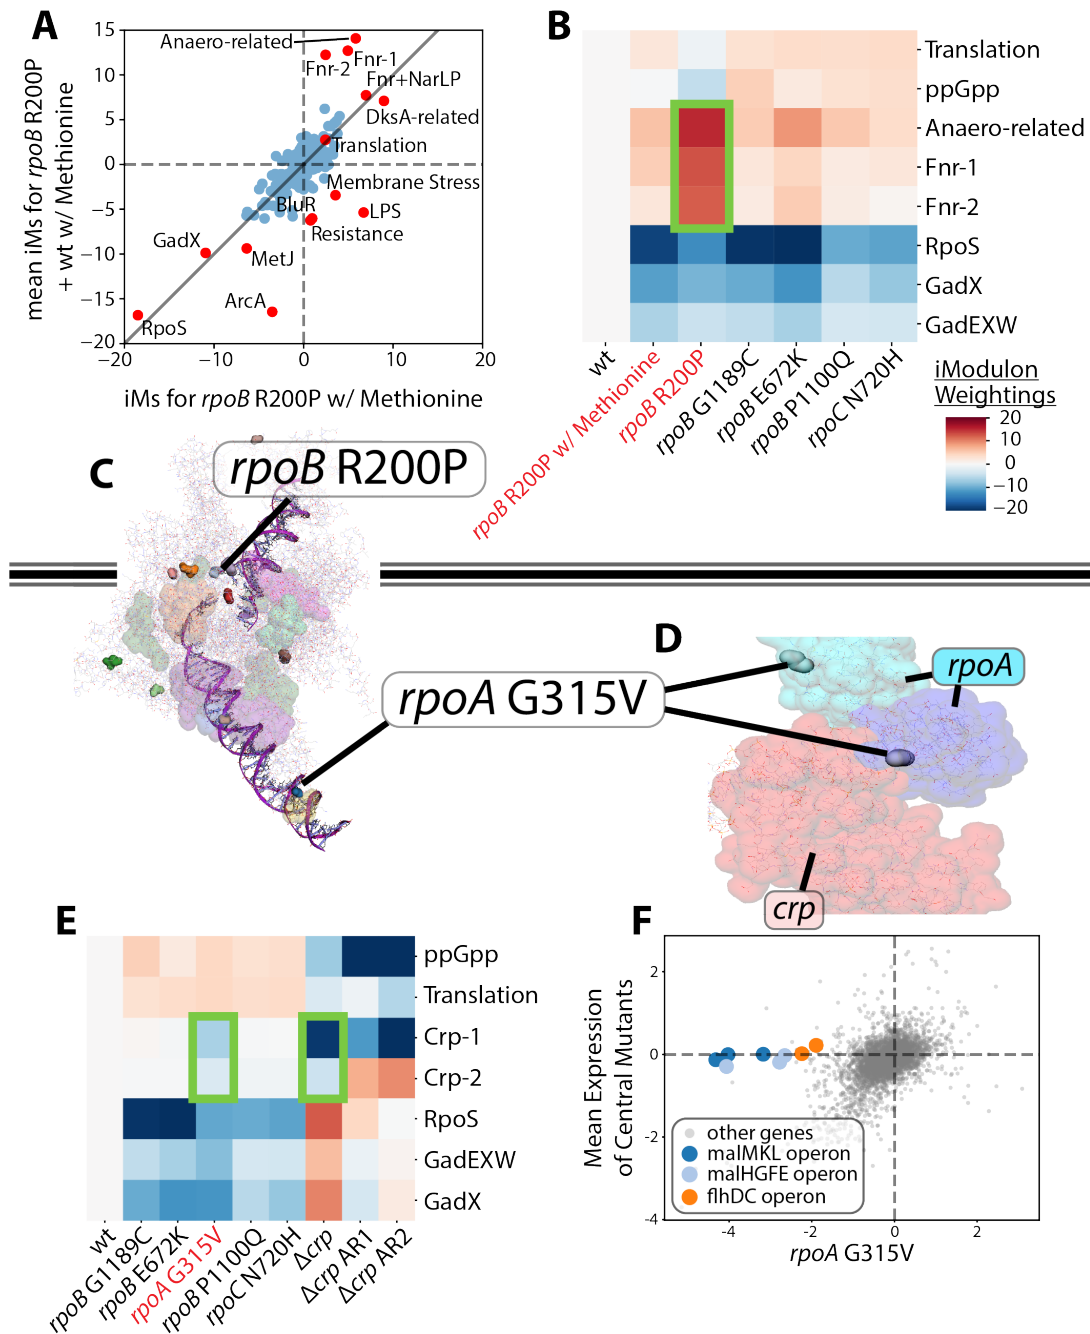 A
mean iMs for rpoB R200P
+ wt w/ Methionine
15
10
5
0
−5
−10
−15
−20
−20
−10
0
10
20
Anaero-related
Fnr-1
Fnr-2
Fnr+NarLP
DksA-related
Translation
Membrane Stress
BluR
LPS
Resistance
GadX
MetJ
ArcA
RpoS
iMs for rpoB R200P w/ Methionine
B
Translation
ppGpp
Anaero-related
Fnr-1
Fnr-2
RpoS
GadX
GadEXW
wt
rpoB R200P w/ Methionine
rpoB R200P
rpoB G1189C
rpoB E672K
rpoB P1100Q
rpoC N720H
iModulon
Weightings
20
10
0
−10
−20
C
rpoB R200P
rpoA G315V
D
rpoA
crp
E
ppGpp
Translation
Crp-1
Crp-2
RpoS
GadEXW
GadX
wt
rpoB G1189C
rpoB E672K
rpoA G315V
rpoB P1100Q
rpoC N720H
Δcrp
Δcrp AR1
Δcrp AR2
F
Mean Expression
of Central Mutants
2
0
-2
-4
other genes
malMKL operon
malHGFE operon
flhDC operon
-4
-2
0
2
rpoA G315V